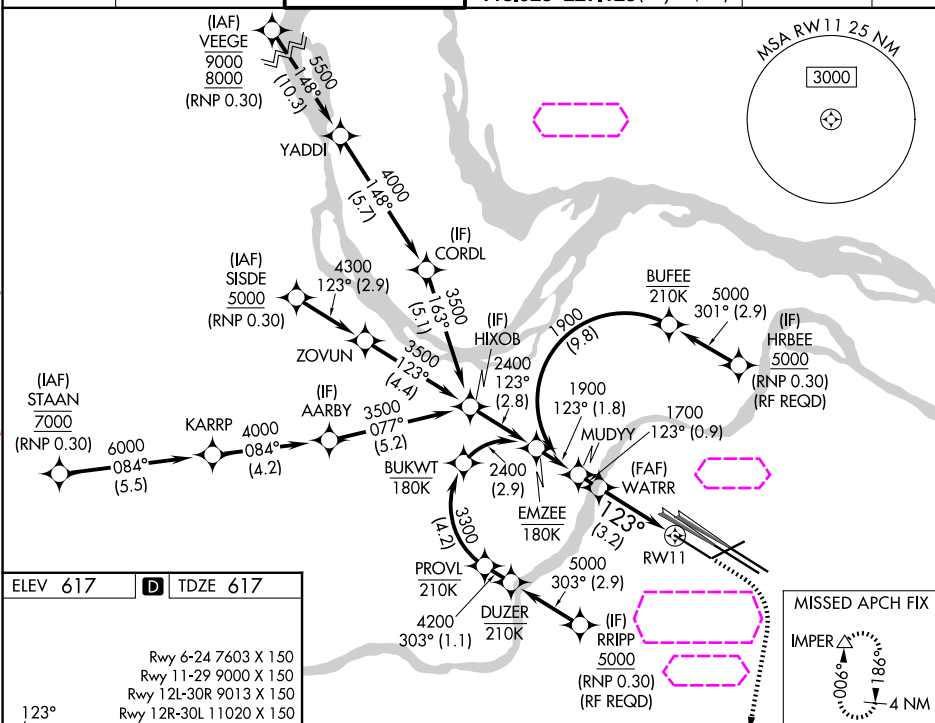 (IAF)
VEEGE
9000
8000
(RNP 0.30)
5500
148°
(10.3)
YADDI
4000
148°
(5.7)
(IF)
CORDL
3500
163°
(5.1)
(IAF)
SISDE
5000
(RNP 0.30)
4300
123° (2.9)
ZOVUN
3500
123°
(4.4)
(IF)
HIXOB
2400
123°
(2.8)
(IAF)
STAAN
7000
(RNP 0.30)
6000
084°
(5.5)
KARRP
4000
084°
(4.2)
(IF)
AARBY
3500
077°
(5.2)
MSA RW11 25 NM
3000
BUFEE
210K
5000
301° (2.9)
(IF)
HRBEE
5000
(RNP 0.30)
(RF REQD)
1900
(9.8)
1900
123° (1.8)
MUDYY
1700
123° (0.9)
(FAF)
WATRR
123°
(3.2)
RW11
BUKWT
180K
2400
(2.9)
EMZEE
180K
3300
(4.2)
PROVL
210K
4200
303° (1.1)
DUZER
210K
5000
303° (2.9)
(IF)
RRIPP
5000
(RNP 0.30)
(RF REQD)
ELEV 617
D
TDZE 617
Rwy 6-24 7603 X 150
Rwy 11-29 9000 X 150
Rwy 12L-30R 9013 X 150
Rwy 12R-30L 11020 X 150
123°
MISSED APCH FIX
IMPER
006°
186°
4 NM